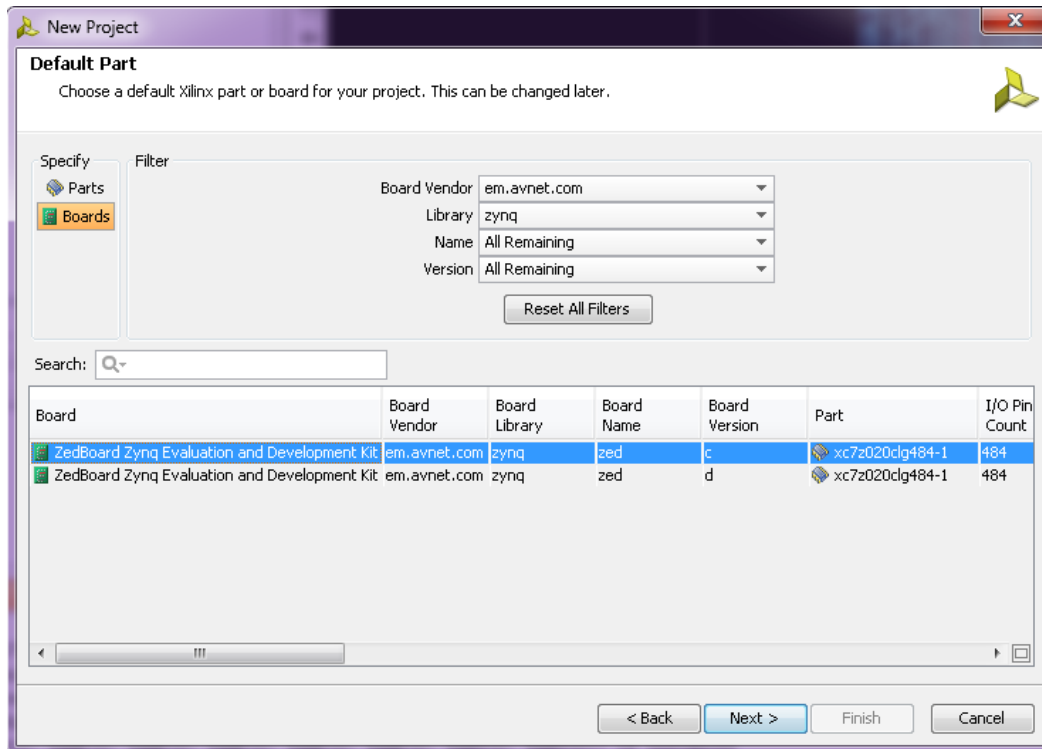 New Project
Default Part
Choose a default Xilinx part or board for your project. This can be changed later.
Specify
Filter
Parts
Boards
Board Vendor em.avnet.com
Library zynq
Name All Remaining
Version All Remaining
Reset All Filters
Search:
Board Board Vendor Board Library Board Name Board Version Part I/O Pin Count
ZedBoard Zynq Evaluation and Development Kit em.avnet.com zynq zed c xc7z020clg484-1 484
ZedBoard Zynq Evaluation and Development Kit em.avnet.com zynq zed d xc7z020clg484-1 484
< Back Next > Finish Cancel